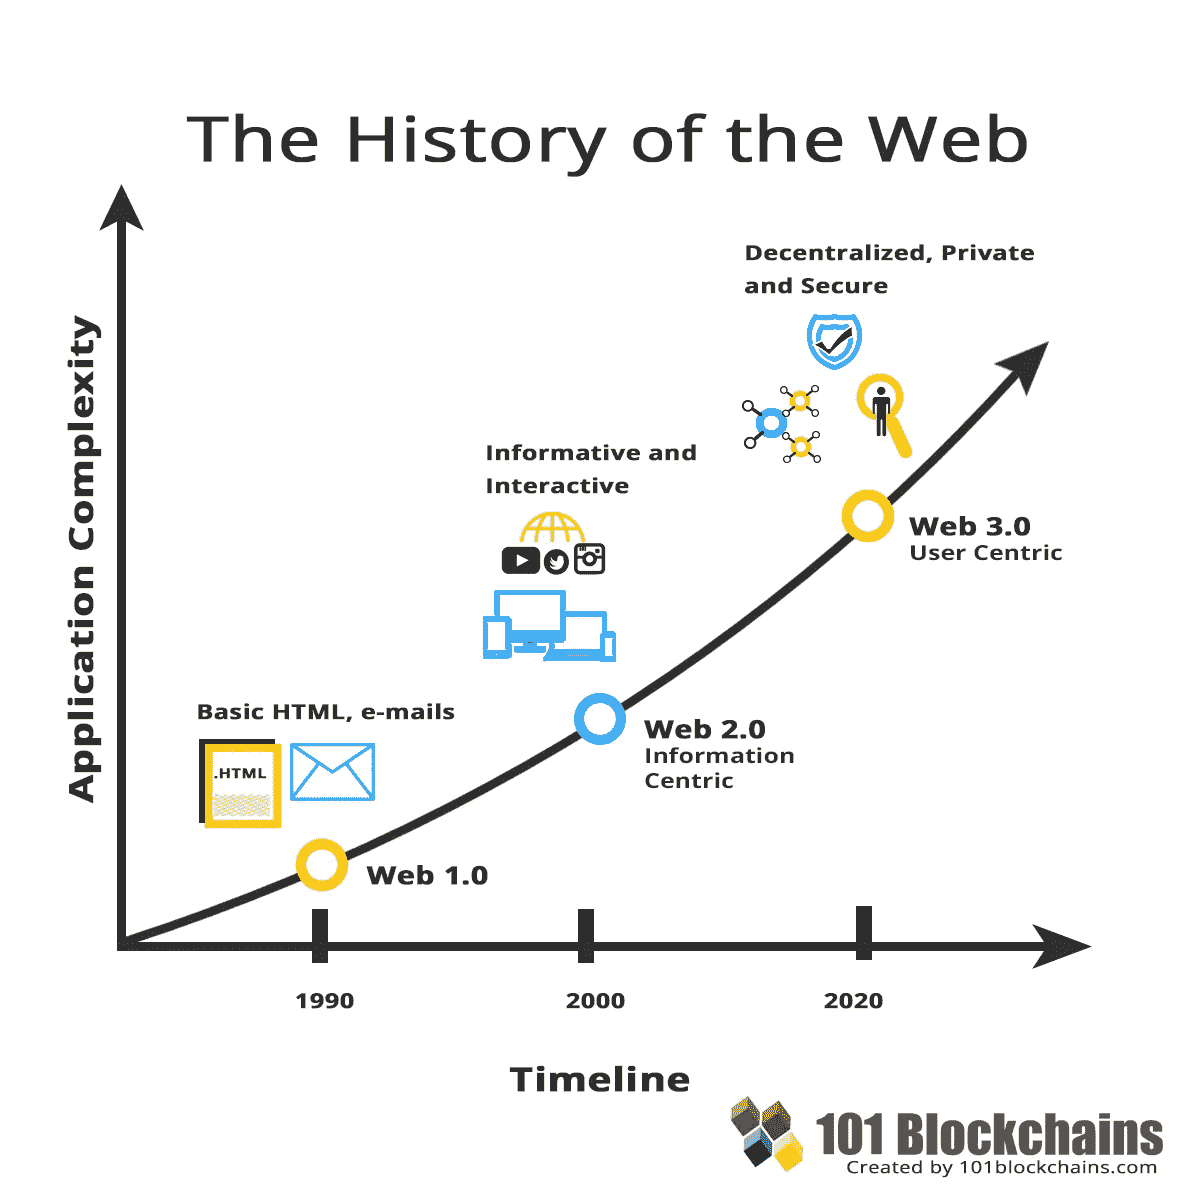 The History of the Web
Application Complexity
Decentralized, Private
and Secure
Informative and
Interactive
Web 3.0
User Centric
Basic HTML, e-mails
.HTML
Web 2.0
Information
Centric
Web 1.0
1990
2000
2020
Timeline
101 Blockchains
Created by 101blockchains.com